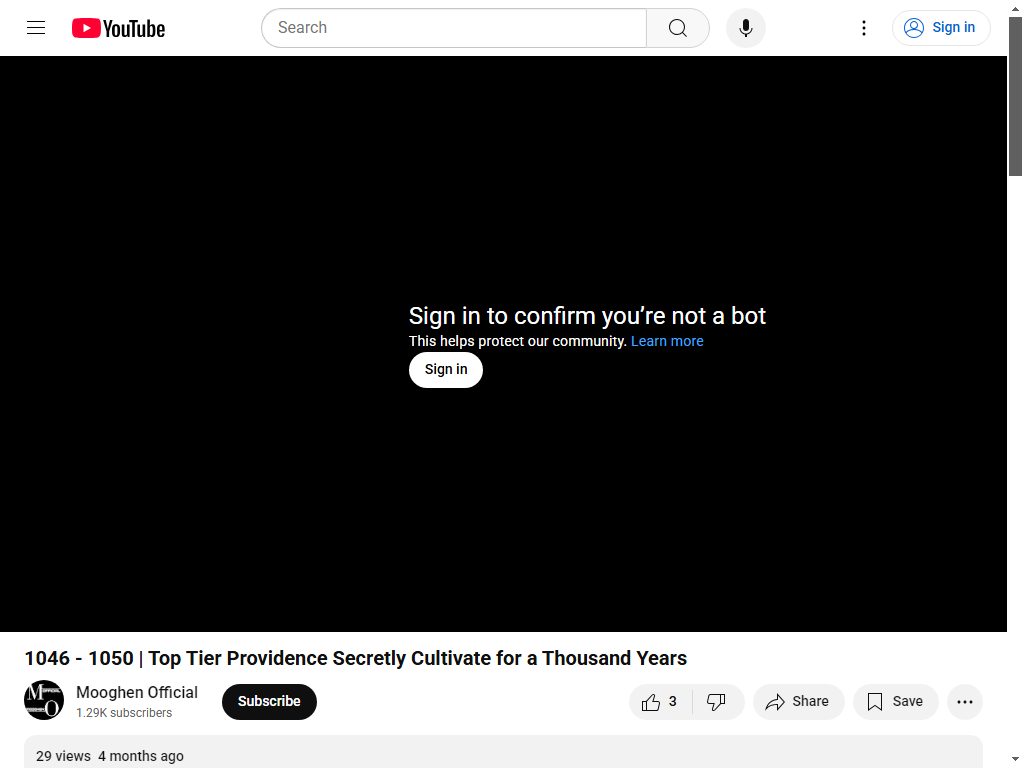 YouTube
Search
Sign in
Sign in to confirm you’re not a bot
This helps protect our community. Learn more
Sign in
1046 - 1050 | Top Tier Providence Secretly Cultivate for a Thousand Years
Mooghen Official
1.29K subscribers
Subscribe
3
Share
Save
29 views 4 months ago